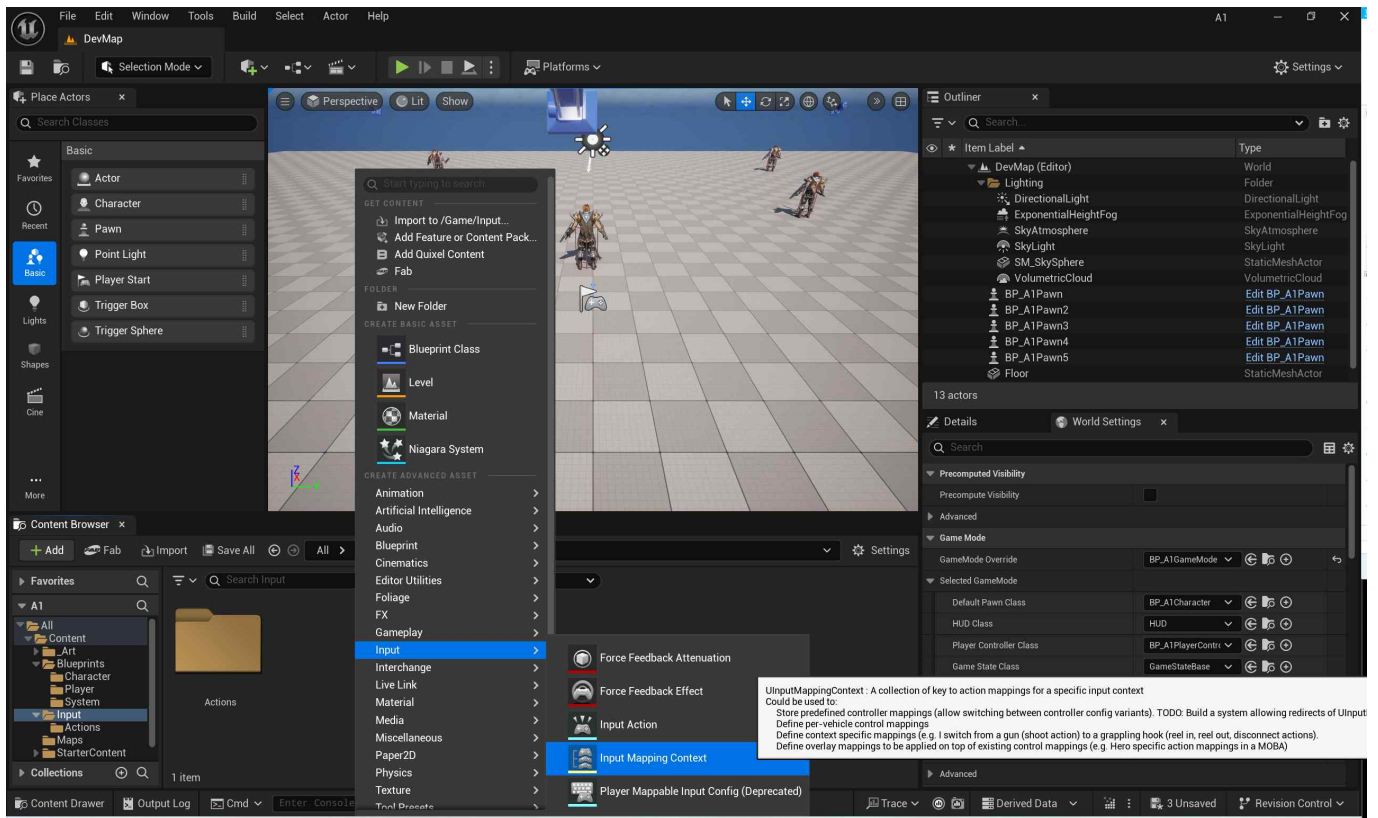 File Edit Window Tools Build Select Actor Help
A1
DevMap
Selection Mode
Platforms
Settings
Place Actors
Search Classes
Favorites
Recent
Basic
Lights
Shapes
Cine
More
Basic
Actor
Character
Pawn
Point Light
Player Start
Trigger Box
Trigger Sphere
Perspective Lit Show
Start typing to search
GET CONTENT
Import to /Game/Input...
Add Feature or Content Pack...
Add Quixel Content
Fab
FOLDER
New Folder
CREATE BASIC ASSET
Blueprint Class
Level
Material
Niagara System
CREATE ADVANCED ASSET
Animation
Artificial Intelligence
Audio
Blueprint
Cinematics
Editor Utilities
Foliage
FX
Gameplay
Input
Interchange
Live Link
Material
Media
Miscellaneous
Paper2D
Physics
Texture
Tool Presets
Force Feedback Attenuation
Force Feedback Effect
Input Action
Input Mapping Context
Player Mappable Input Config (Deprecated)
UInputMappingContext : A collection of key to action mappings for a specific input context
Could be used to:
Store predefined controller mappings (allow switching between controller config variants). TODO: Build a system allowing redirects of UInput
Define per-vehicle control mappings
Define context specific mappings (e.g. I switch from a gun (shoot action) to a grappling hook (reel in, reel out, disconnect actions).
Define overlay mappings to be applied on top of existing control mappings (e.g. Hero specific action mappings in a MOBA)
Outliner
Search...
Item Label Type
DevMap (Editor) World
Lighting Folder
DirectionalLight DirectionalLight
ExponentialHeightFog ExponentialHeightFog
SkyAtmosphere SkyAtmosphere
SkyLight SkyLight
SM_SkySphere StaticMeshActor
VolumetricCloud VolumetricCloud
BP_A1Pawn Edit BP_A1Pawn
BP_A1Pawn2 Edit BP_A1Pawn
BP_A1Pawn3 Edit BP_A1Pawn
BP_A1Pawn4 Edit BP_A1Pawn
BP_A1Pawn5 Edit BP_A1Pawn
Floor StaticMeshActor
13 actors
Details World Settings
Search
Precomputed Visibility
Precompute Visibility
Advanced
Game Mode
GameMode Override BP_A1GameMode
Selected GameMode
Default Pawn Class BP_A1Character
HUD Class HUD
Player Controller Class BP_A1PlayerContr
Game State Class GameStateBase
Advanced
Content Browser
Add Fab Import Save All All Settings
Favorites
Search Input
A1
All
Content
_Art
Blueprints
Character
Player
System
Input
Actions
Maps
StarterContent
Collections
Actions
1 item
Content Drawer Output Log Cmd Enter Console
Trace Derived Data 3 Unsaved Revision Control
Z
X